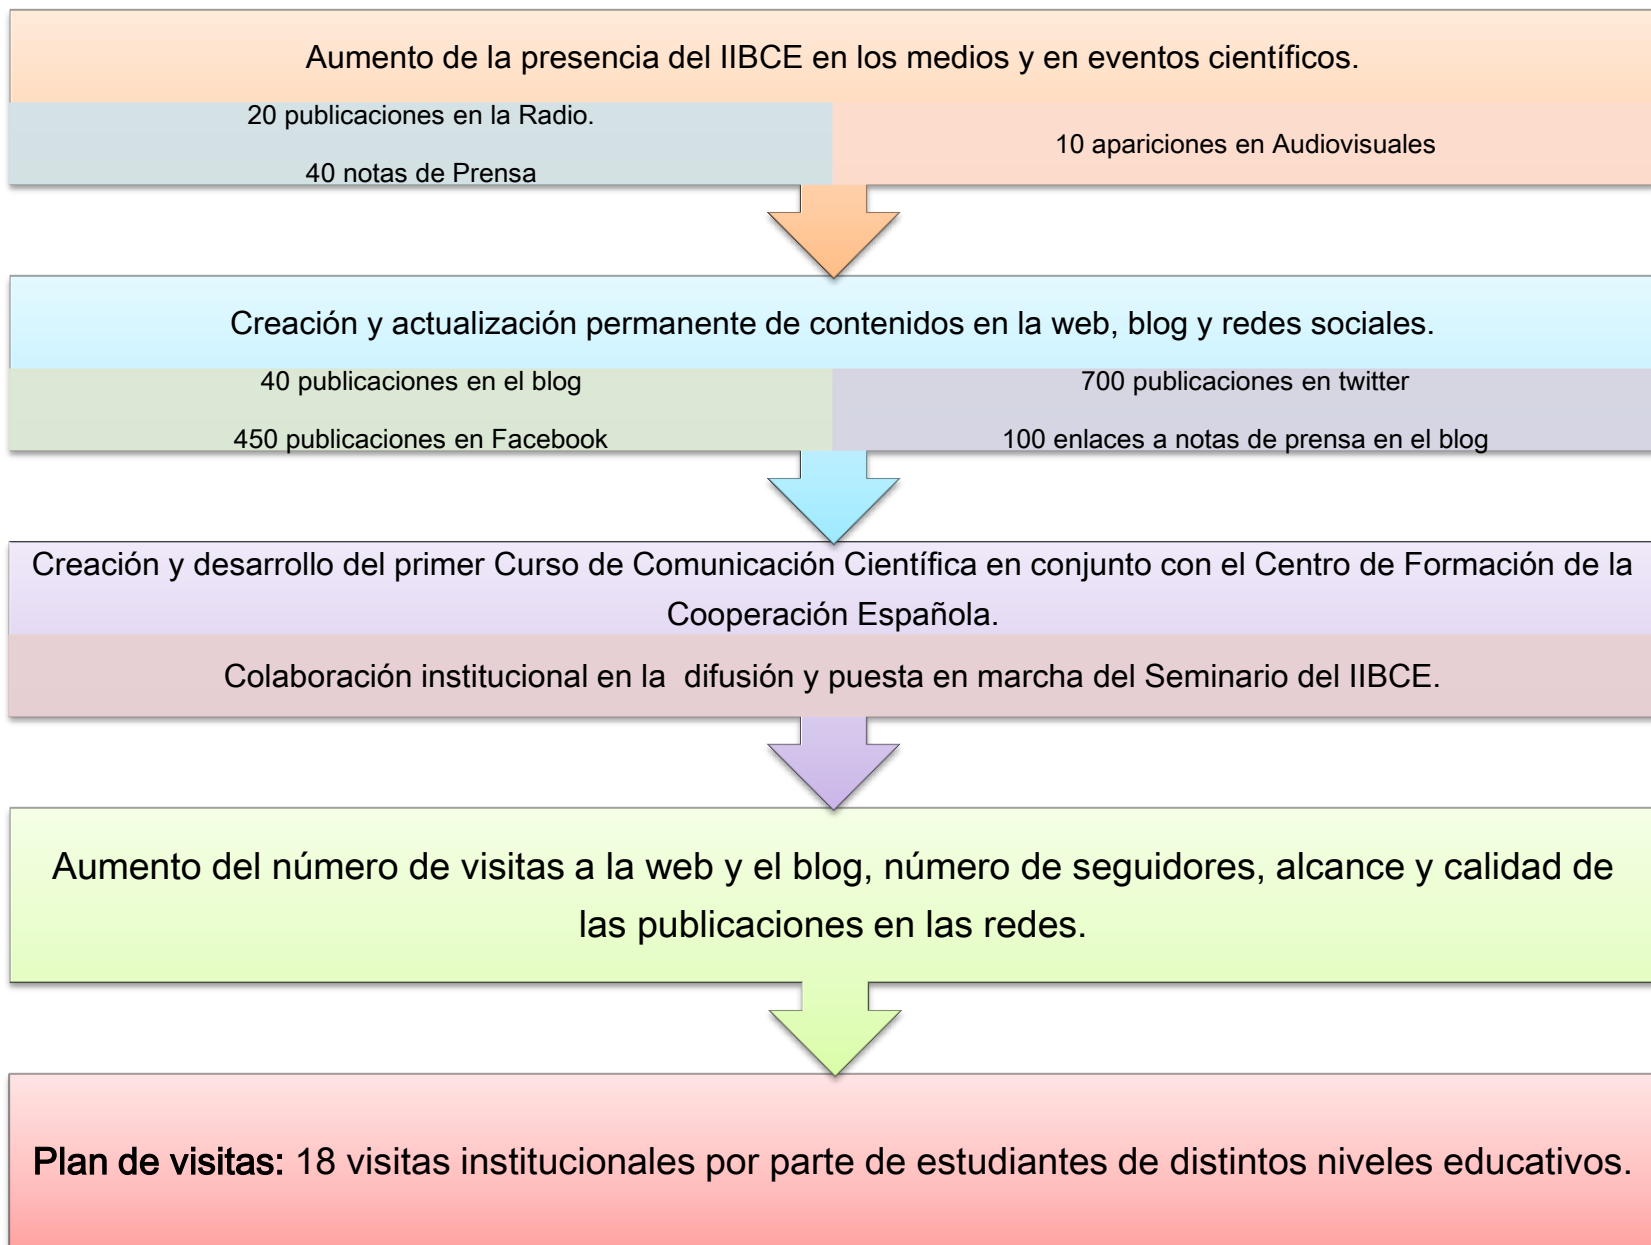 Aumento de la presencia del IIBCE en los medios y en eventos científicos.
20 publicaciones en la Radio.
40 notas de Prensa
10 apariciones en Audiovisuales
Creación y actualización permanente de contenidos en la web, blog y redes sociales.
40 publicaciones en el blog
450 publicaciones en Facebook
700 publicaciones en twitter
100 enlaces a notas de prensa en el blog
Creación y desarrollo del primer Curso de Comunicación Científica en conjunto con el Centro de Formación de la
Cooperación Española.
Colaboración institucional en la difusión y puesta en marcha del Seminario del IIBCE.
Aumento del número de visitas a la web y el blog, número de seguidores, alcance y calidad de
las publicaciones en las redes.
Plan de visitas: 18 visitas institucionales por parte de estudiantes de distintos niveles educativos.